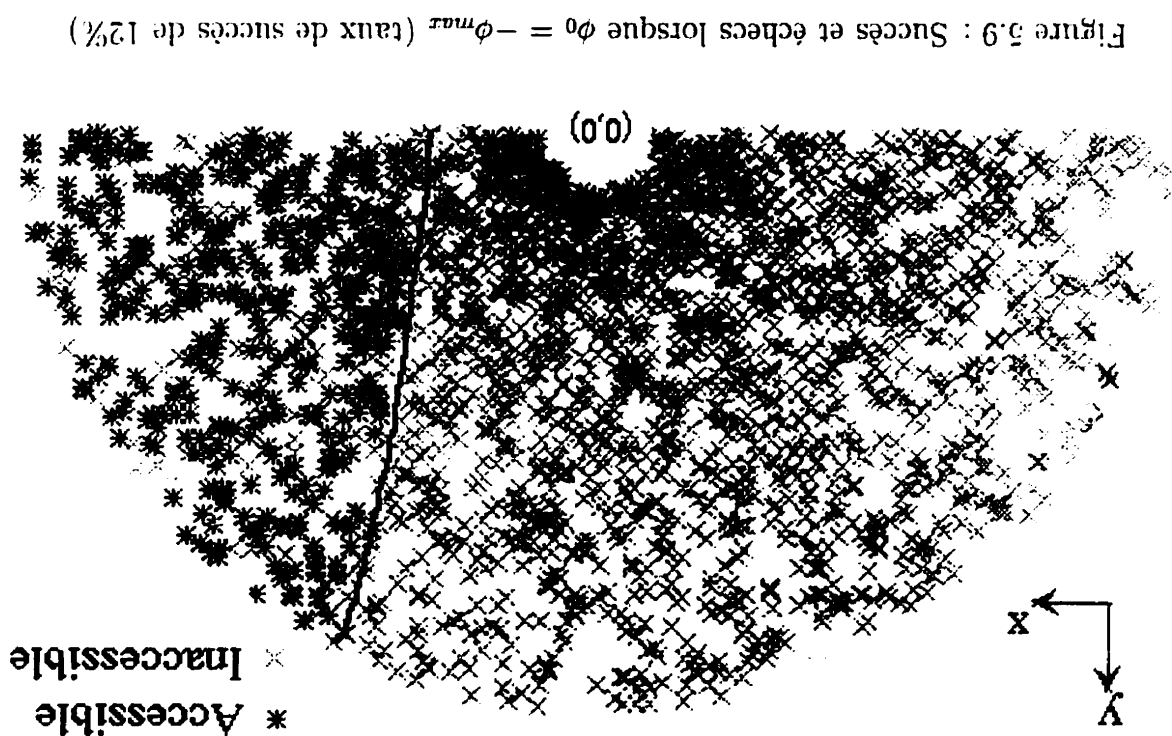 y
x
* Accessible
× Inaccessible
(0,0)
Figure 5.9 : Succès et échecs lorsque ϕ₀ = −ϕₘₐₓ (taux de succès de 12%)